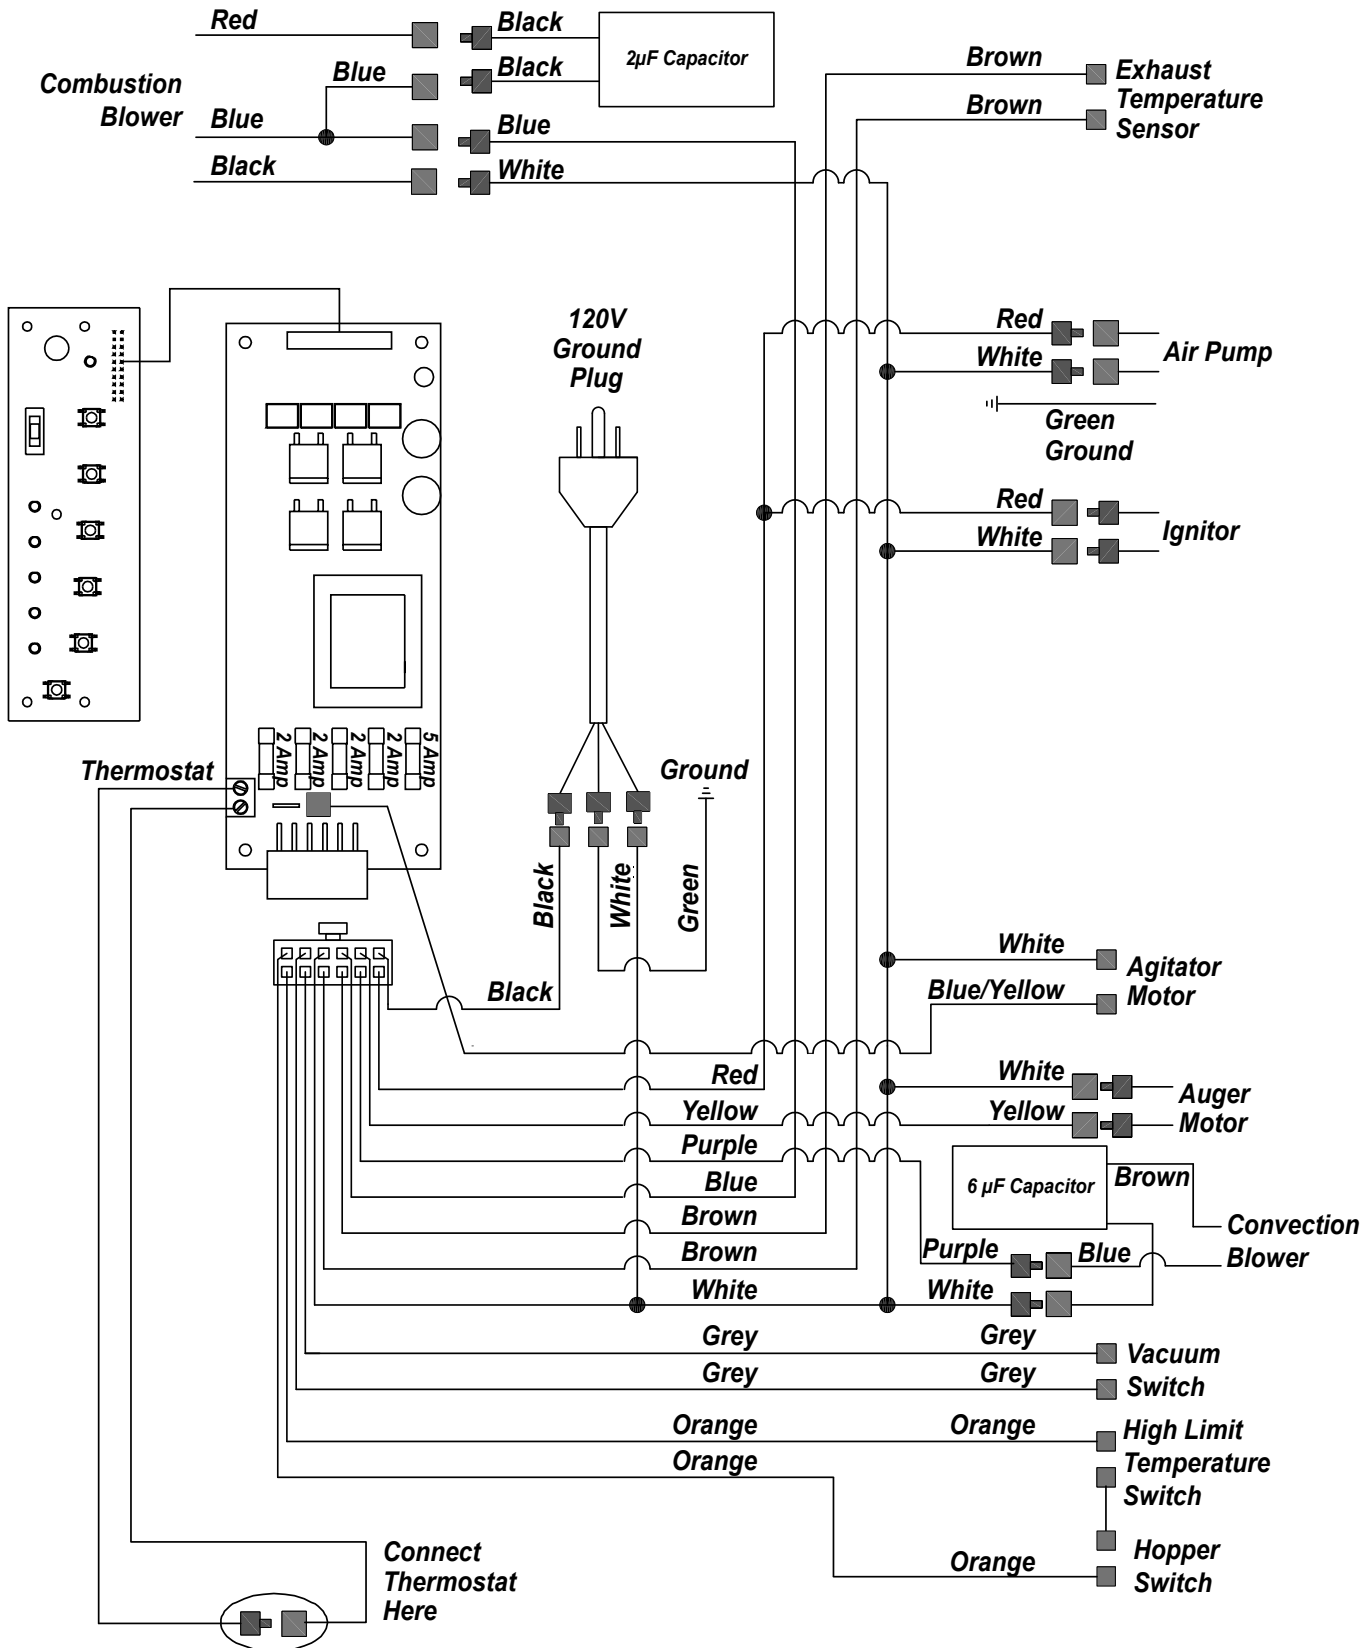 Red
Black
2µF Capacitor
Blue
Black
Combustion
Blower
Blue
Blue
Black
White
Brown
Exhaust
Temperature
Sensor
Brown
120V
Ground
Plug
Red
White
Air Pump
Green
Ground
Red
White
Ignitor
2 Amp
2 Amp
2 Amp
2 Amp
5 Amp
Thermostat
Ground
Black
White
Green
Black
White
Blue/Yellow
Agitator
Motor
Red
White
Auger
Motor
Yellow
Yellow
Purple
6 µF Capacitor
Brown
Blue
Brown
Convection
Blower
Purple
Blue
Brown
White
White
Grey
Grey
Vacuum
Switch
Grey
Grey
Orange
Orange
High Limit
Temperature
Switch
Orange
Orange
Hopper
Switch
Connect
Thermostat
Here